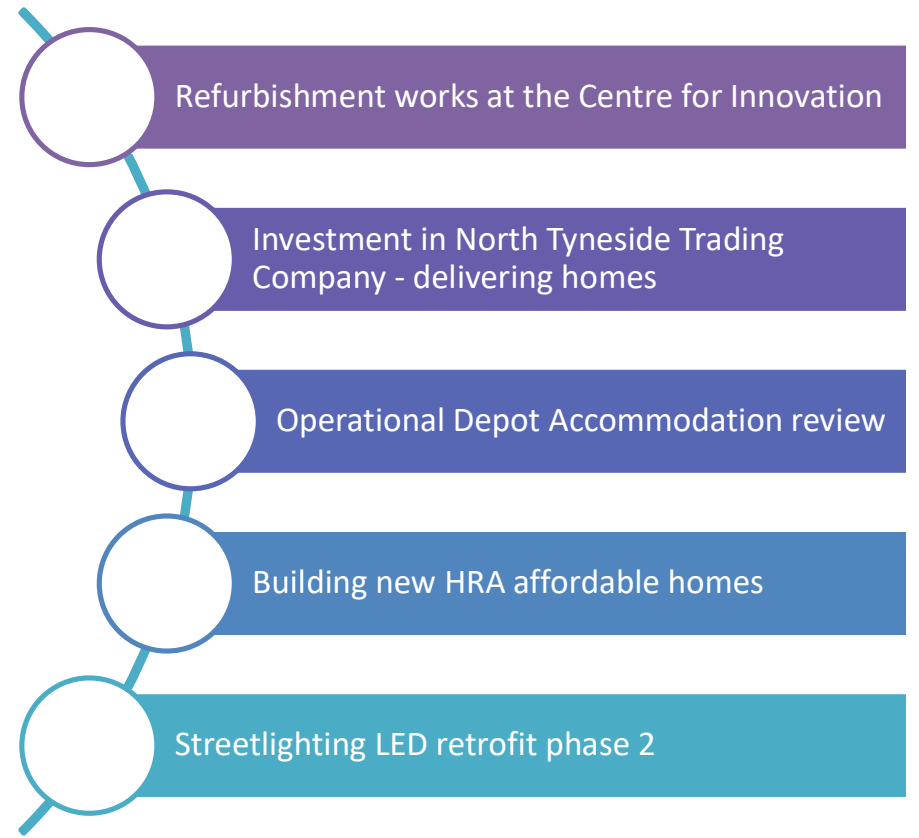 Refurbishment works at the Centre for Innovation
Investment in North Tyneside Trading
Company - delivering homes
Operational Depot Accommodation review
Building new HRA affordable homes
Streetlighting LED retrofit phase 2